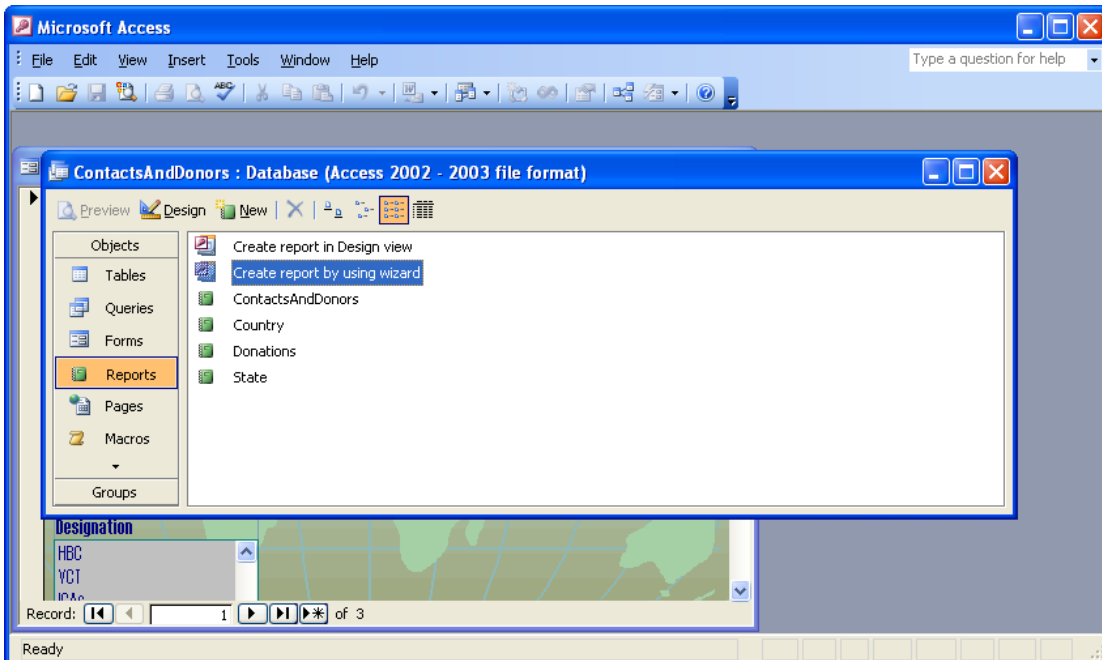 Microsoft Access
File Edit View Insert Tools Window Help Type a question for help
ContactsAndDonors : Database (Access 2002 - 2003 file format)
Preview Design New
Objects
Tables
Queries
Forms
Reports
Pages
Macros
Groups
Create report in Design view
Create report by using wizard
ContactsAndDonors
Country
Donations
State
Designation
HBC
VCT
Record: 1 of 3
Ready